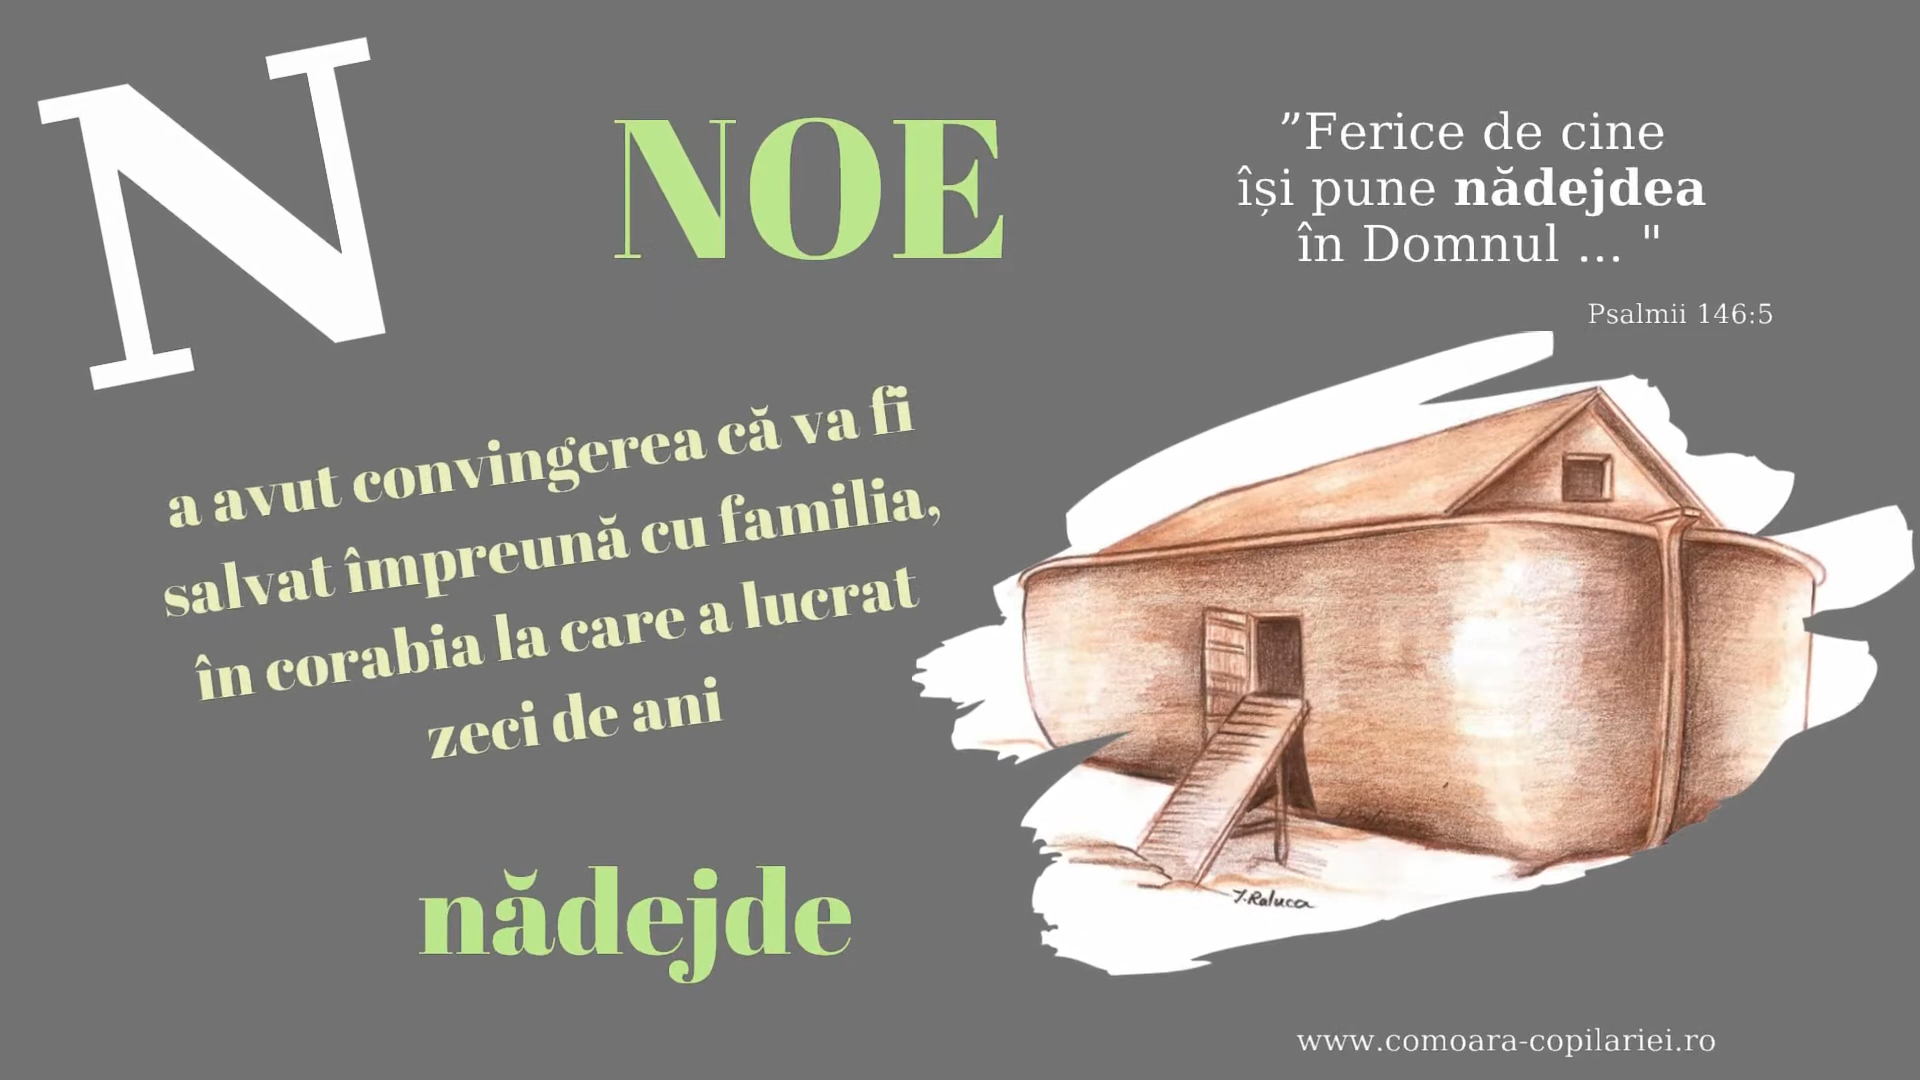 N
NOE
”Ferice de cine
își pune nădejdea
în Domnul ... "
Psalmii 146:5
a avut convingerea că va fi
salvat împreună cu familia,
în corabia la care a lucrat
zeci de ani
nădejde
J.Raluca
www.comoara-copilariei.ro